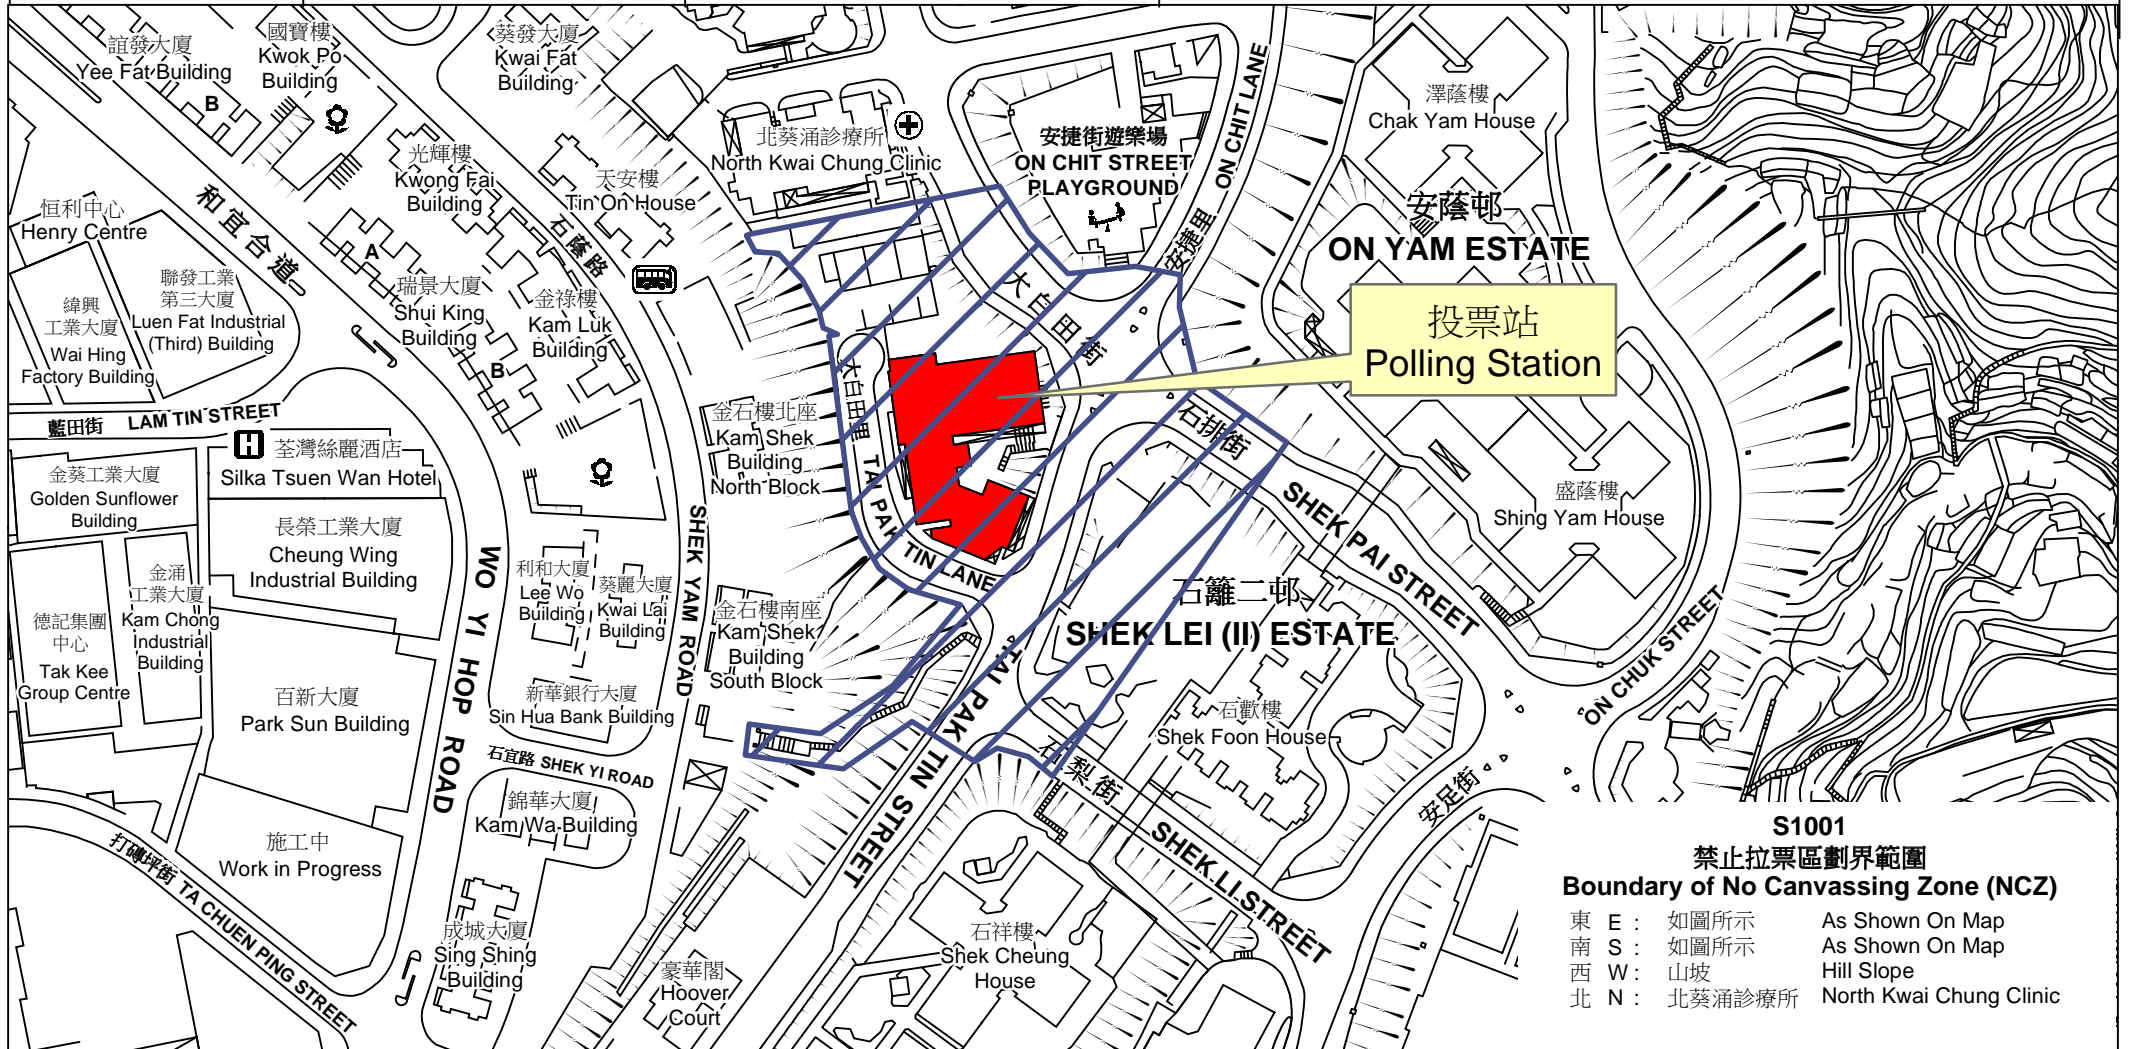 誼發大廈
Yee Fat Building
B
國寶樓
Kwok Po
Building
葵發大廈
Kwai Fat
Building
北葵涌診療所
North Kwai Chung Clinic
安捷街遊樂場
ON CHIT STREET
PLAYGROUND
安捷里 ON CHIT LANE
澤蔭樓
Chak Yam House
安蔭邨
ON YAM ESTATE
投票站
Polling Station
光輝樓
Kwong Fai
Building
天安樓
Tin On House
石蔭路
和宜合道
恒利中心
Henry Centre
緯興
工業大廈
Wai Hing
Factory Building
聯發工業
第三大廈
Luen Fat Industrial
(Third) Building
A
瑞景大廈
Shui King
Building
B
金祿樓
Kam Luk
Building
大白田街
大白田里 TAI PAK TIN LANE
石排街
SHEK PAI STREET
藍田街 LAM TIN STREET
H
荃灣絲麗酒店
Silka Tsuen Wan Hotel
金石樓北座
Kam Shek
Building
North Block
金葵工業大廈
Golden Sunflower
Building
長榮工業大廈
Cheung Wing
Industrial Building
盛蔭樓
Shing Yam House
WO YI HOP ROAD
SHEK YAM ROAD
利和大廈
Lee Wo
Building
葵麗大廈
Kwai Lai
Building
金石樓南座
Kam Shek
Building
South Block
石籬二邨
SHEK LEI (II) ESTATE
德記集團
中心
Tak Kee
Group Centre
金涌
工業大廈
Kam Chong
Industrial
Building
百新大廈
Park Sun Building
新華銀行大廈
Sin Hua Bank Building
石宜路 SHEK YI ROAD
TAI PAK TIN STREET
石歡樓
Shek Foon House
ON CHUK STREET
安足街
石梨街
SHEK LI STREET
錦華大廈
Kam Wa Building
施工中
Work in Progress
打磚坪街 TA CHUEN PING STREET
成城大廈
Sing Shing
Building
豪華閣
Hoover
Court
石祥樓
Shek Cheung
House
S1001
禁止拉票區劃界範圍
Boundary of No Canvassing Zone (NCZ)
東 E : 如圖所示 As Shown On Map
南 S : 如圖所示 As Shown On Map
西 W : 山坡 Hill Slope
北 N : 北葵涌診療所 North Kwai Chung Clinic